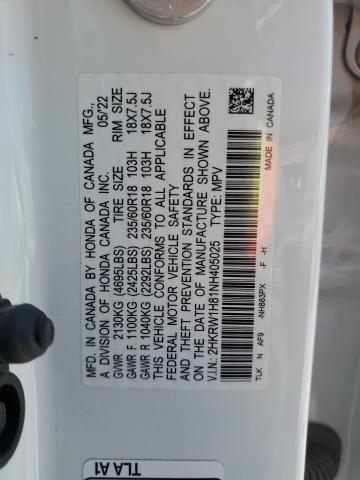 MFD. IN CANADA BY HONDA OF CANADA MFG.,
A DIVISION OF HONDA CANADA INC. 05/22
GVWR 2130KG (4695LBS) TIRE SIZE RIM SIZE
GAWR F 1100KG (2425LBS) 235/60R18 103H 18X7.5J
GAWR R 1040KG (2292LBS) 235/60R18 103H 18X7.5J
THIS VEHICLE CONFORMS TO ALL APPLICABLE
FEDERAL MOTOR VEHICLE SAFETY
AND THEFT PREVENTION STANDARDS IN EFFECT
ON THE DATE OF MANUFACTURE SHOWN ABOVE.
V.I.N.: 2HKRW1H81NH405025 TYPE: MPV
TLK N AF9 -NH883PX -F -H MADE IN CANADA
TLA A1